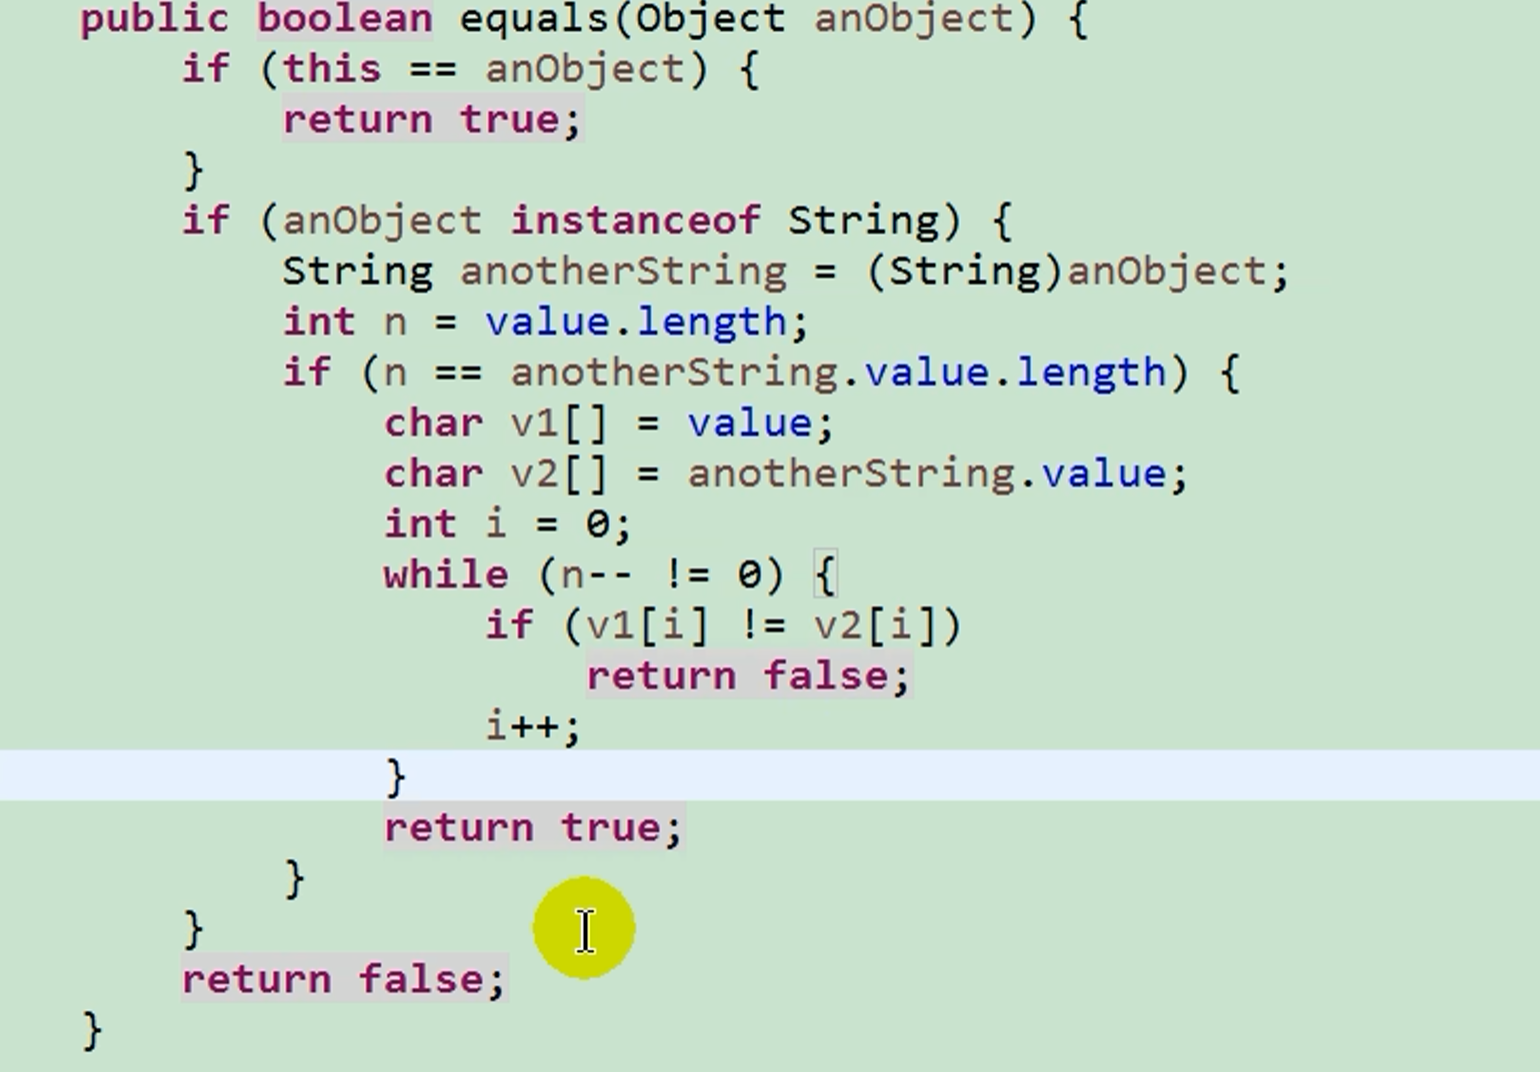 public boolean equals(Object anObject) {
if (this == anObject) {
return true;
}
if (anObject instanceof String) {
String anotherString = (String)anObject;
int n = value.length;
if (n == anotherString.value.length) {
char v1[] = value;
char v2[] = anotherString.value;
int i = 0;
while (n-- != 0) {
if (v1[i] != v2[i])
return false;
i++;
}
return true;
}
}
return false;
}